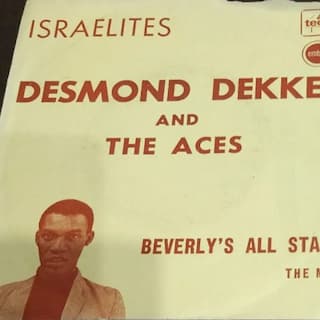 ISRAELITES
DESMOND DEKKE
AND
THE ACES
BEVERLY'S ALL STA
THE